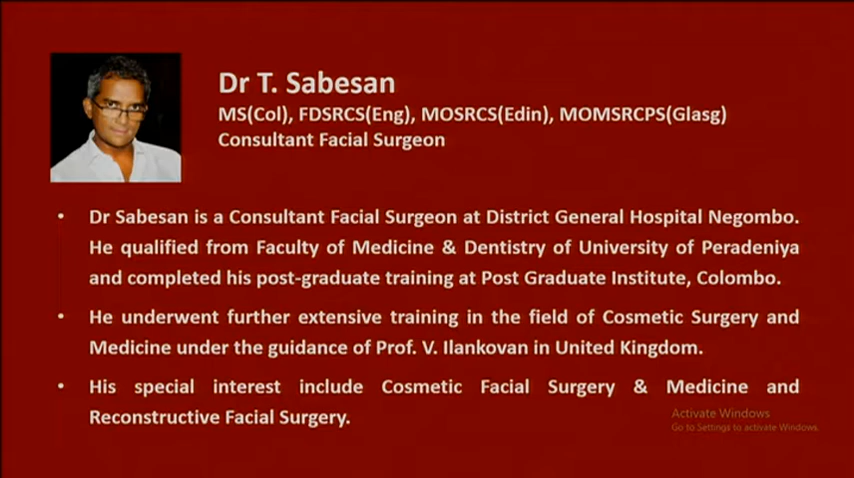 Dr T. Sabesan
MS(Col), FDSRCS(Eng), MOSRCS(Edin), MOMSRCPS(Glasg)
Consultant Facial Surgeon
• Dr Sabesan is a Consultant Facial Surgeon at District General Hospital Negombo.
He qualified from Faculty of Medicine & Dentistry of University of Peradeniya
and completed his post-graduate training at Post Graduate Institute, Colombo.
• He underwent further extensive training in the field of Cosmetic Surgery and
Medicine under the guidance of Prof. V. Ilankovan in United Kingdom.
• His special interest include Cosmetic Facial Surgery & Medicine and
Reconstructive Facial Surgery.
Activate Windows
Go to Settings to activate Windows.